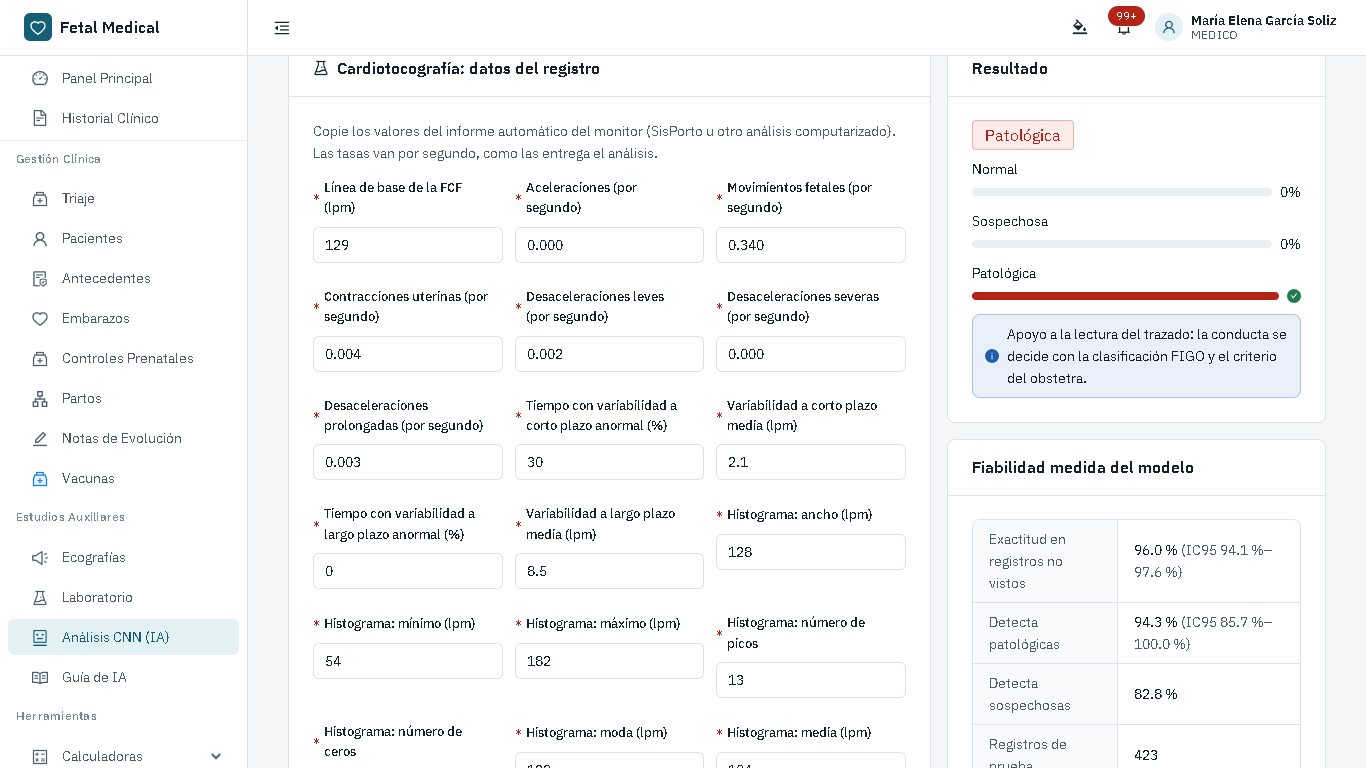 Fetal Medical
99+
María Elena García Soliz
MEDICO
Panel Principal
Historial Clínico
Gestión Clínica
Triaje
Pacientes
Antecedentes
Embarazos
Controles Prenatales
Partos
Notas de Evolución
Vacunas
Estudios Auxiliares
Ecografías
Laboratorio
Análisis CNN (IA)
Guía de IA
Herramientas
Calculadoras
Cardiotocografía: datos del registro
Copie los valores del informe automático del monitor (SisPorto u otro análisis computarizado).
Las tasas van por segundo, como las entrega el análisis.
* Línea de base de la FCF
(lpm)
129
* Aceleraciones (por
segundo)
0.000
* Movimientos fetales (por
segundo)
0.340
* Contracciones uterinas (por
segundo)
0.004
* Desaceleraciones leves
(por segundo)
0.002
* Desaceleraciones severas
(por segundo)
0.000
* Desaceleraciones
prolongadas (por segundo)
0.003
* Tiempo con variabilidad a
corto plazo anormal (%)
30
* Variabilidad a corto plazo
media (lpm)
2.1
* Tiempo con variabilidad a
largo plazo anormal (%)
0
* Variabilidad a largo plazo
media (lpm)
8.5
* Histograma: ancho (lpm)
128
* Histograma: mínimo (lpm)
54
* Histograma: máximo (lpm)
182
* Histograma: número de
picos
13
* Histograma: número de
ceros
* Histograma: moda (lpm)
* Histograma: media (lpm)
Resultado
Patológica
Normal
0%
Sospechosa
0%
Patológica
Apoyo a la lectura del trazado: la conducta se
decide con la clasificación FIGO y el criterio
del obstetra.
Fiabilidad medida del modelo
Exactitud en
registros no
vistos
96.0 % (IC95 94.1 %–
97.6 %)
Detecta
patológicas
94.3 % (IC95 85.7 %–
100.0 %)
Detecta
sospechosas
82.8 %
Registros de
prueba
423